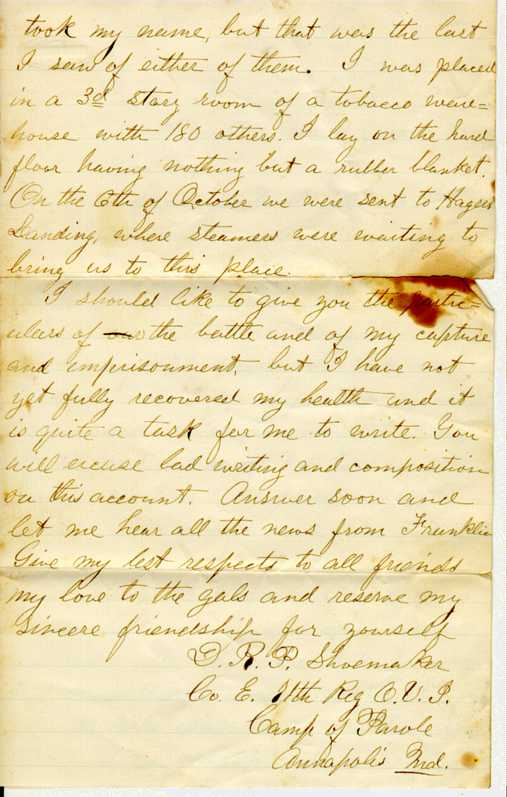 took my name, but that was the last
I saw of either of them. I was placed
in a 3d story room of a tobacco ware=
house with 180 others. I lay on the hard
floor having nothing but a rubber blanket.
On the 6th of October we were sent to
Landing, where steamers were waiting to
bring us to this place.
I should like to give you the partic-
ulars of the battle and of my capture
and imprisonment, but I have not
yet fully recovered my health and it
is quite a task for me to write. You
will excuse bad writing and composition
on this account. Answer soon and
let me hear all the news from Franklin
Give my best respects to all friends
my love to the gals and reserve my
sincere friendship for yourself
D. R. P. Shoemaker
Co. E. 71th Reg O.V.I.
Camp of Parole
Annapolis Md.